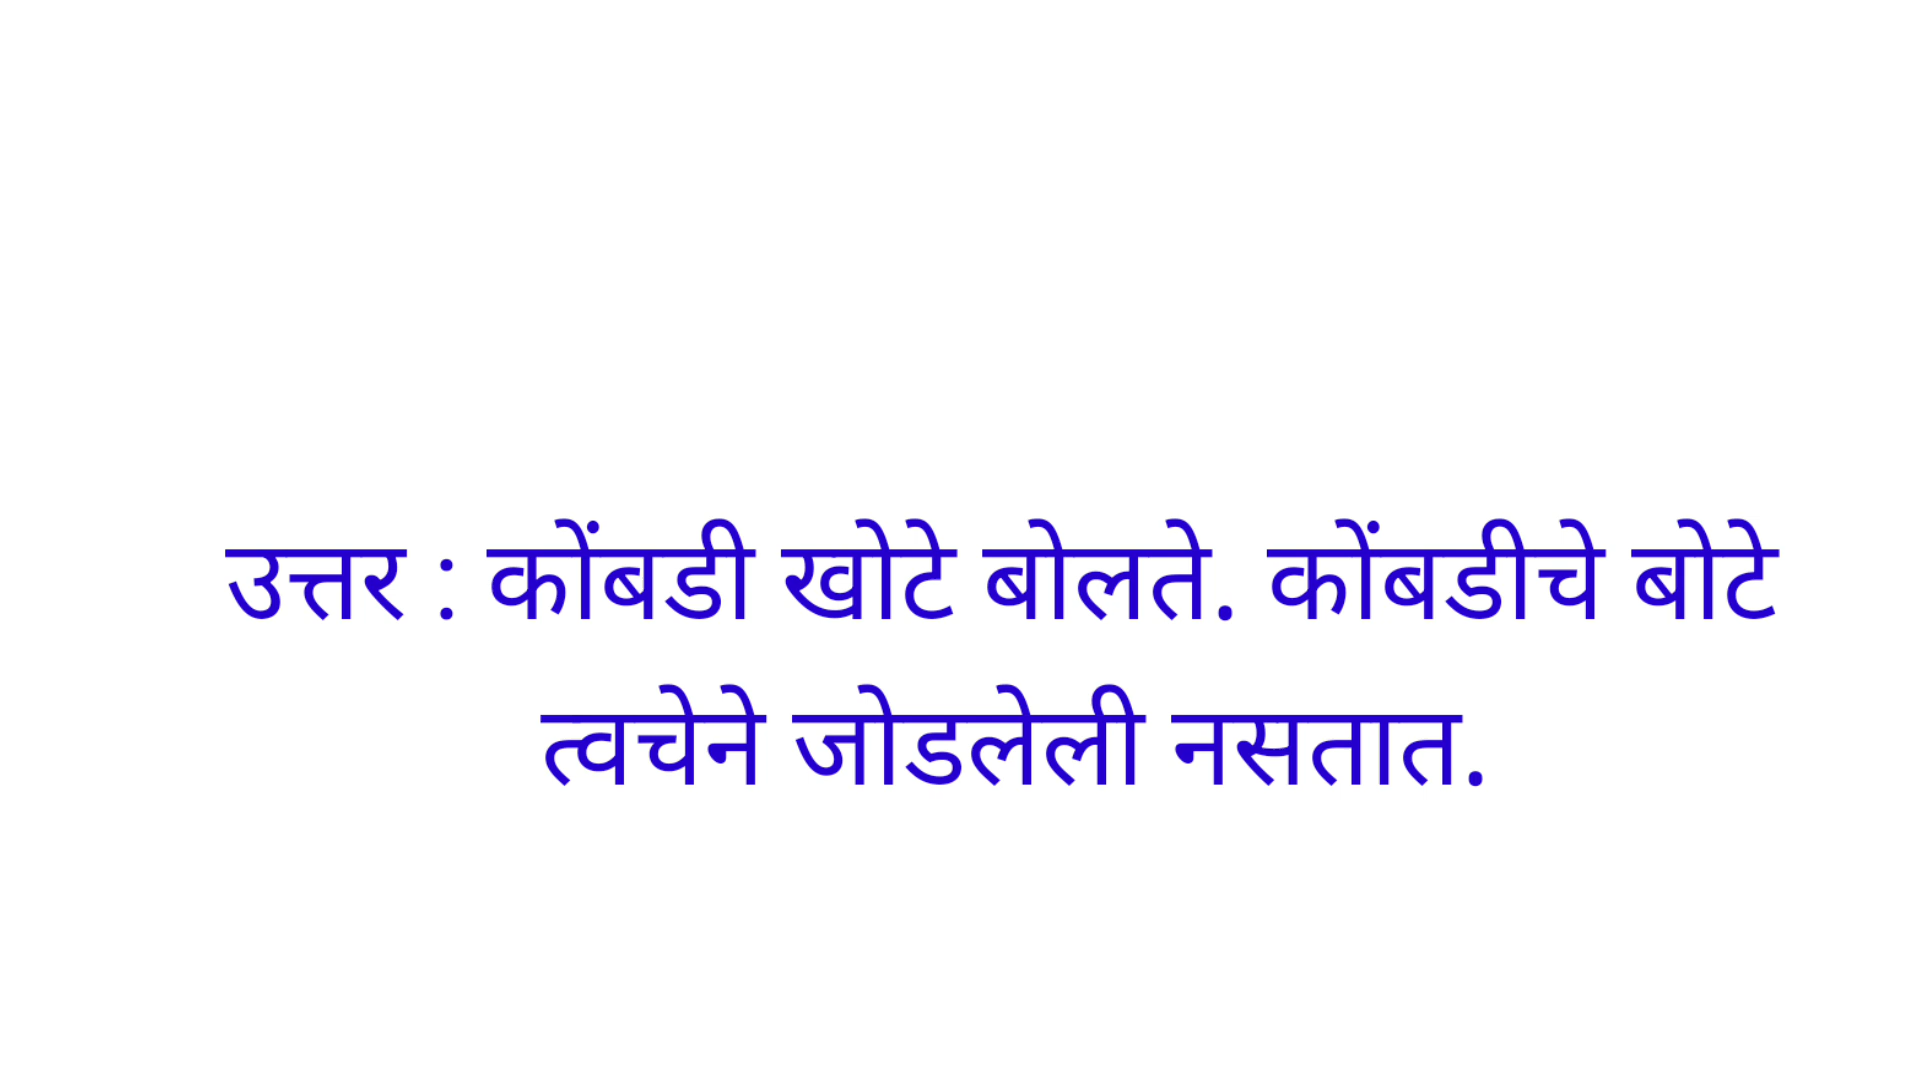 उत्तर : कोंबडी खोटे बोलते. कोंबडीचे बोटे
त्वचेने जोडलेली नसतात.